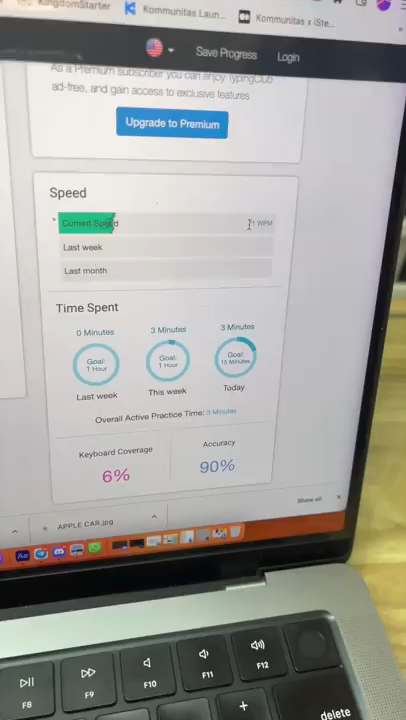 KingdomStarter
Kommunitas Laun...
Kommunitas x iSte...
Save Progress
Login
As a Premium subscriber you can enjoy TypingClub
ad-free, and gain access to exclusive features
Upgrade to Premium
Speed
Current Speed
1 WPM
Last week
Last month
Time Spent
0 Minutes
3 Minutes
3 Minutes
Goal:
1 Hour
Goal:
1 Hour
Goal:
15 Minutes
Last week
This week
Today
Overall Active Practice Time: 3 Minutes
Keyboard Coverage
Accuracy
6%
90%
Show all
APPLE CAR.jpg
Ae
F8
F9
F10
F11
F12
+
delete